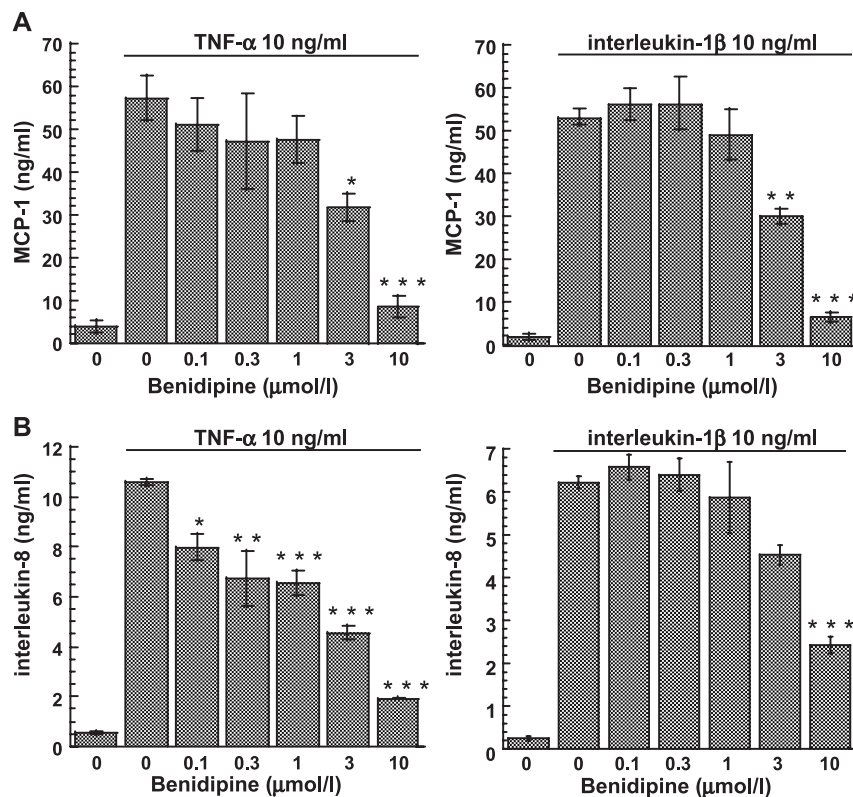 A
TNF-α 10 ng/ml
MCP-1 (ng/ml)
70
60
50
40
30
20
10
0
*
* * *
0 0 0.1 0.3 1 3 10
Benidipine (μmol/l)
interleukin-1β 10 ng/ml
MCP-1 (ng/ml)
70
60
50
40
30
20
10
0
* *
* * *
0 0 0.1 0.3 1 3 10
Benidipine (μmol/l)
B
TNF-α 10 ng/ml
interleukin-8 (ng/ml)
12
10
8
6
4
2
0
*
* *
* * *
* * *
* * *
0 0 0.1 0.3 1 3 10
Benidipine (μmol/l)
interleukin-1β 10 ng/ml
interleukin-8 (ng/ml)
7
6
5
4
3
2
1
0
* * *
0 0 0.1 0.3 1 3 10
Benidipine (μmol/l)